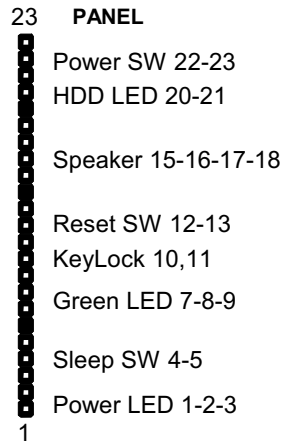 23 PANEL
Power SW 22-23
HDD LED 20-21
Speaker 15-16-17-18
Reset SW 12-13
KeyLock 10,11
Green LED 7-8-9
Sleep SW 4-5
Power LED 1-2-3
1